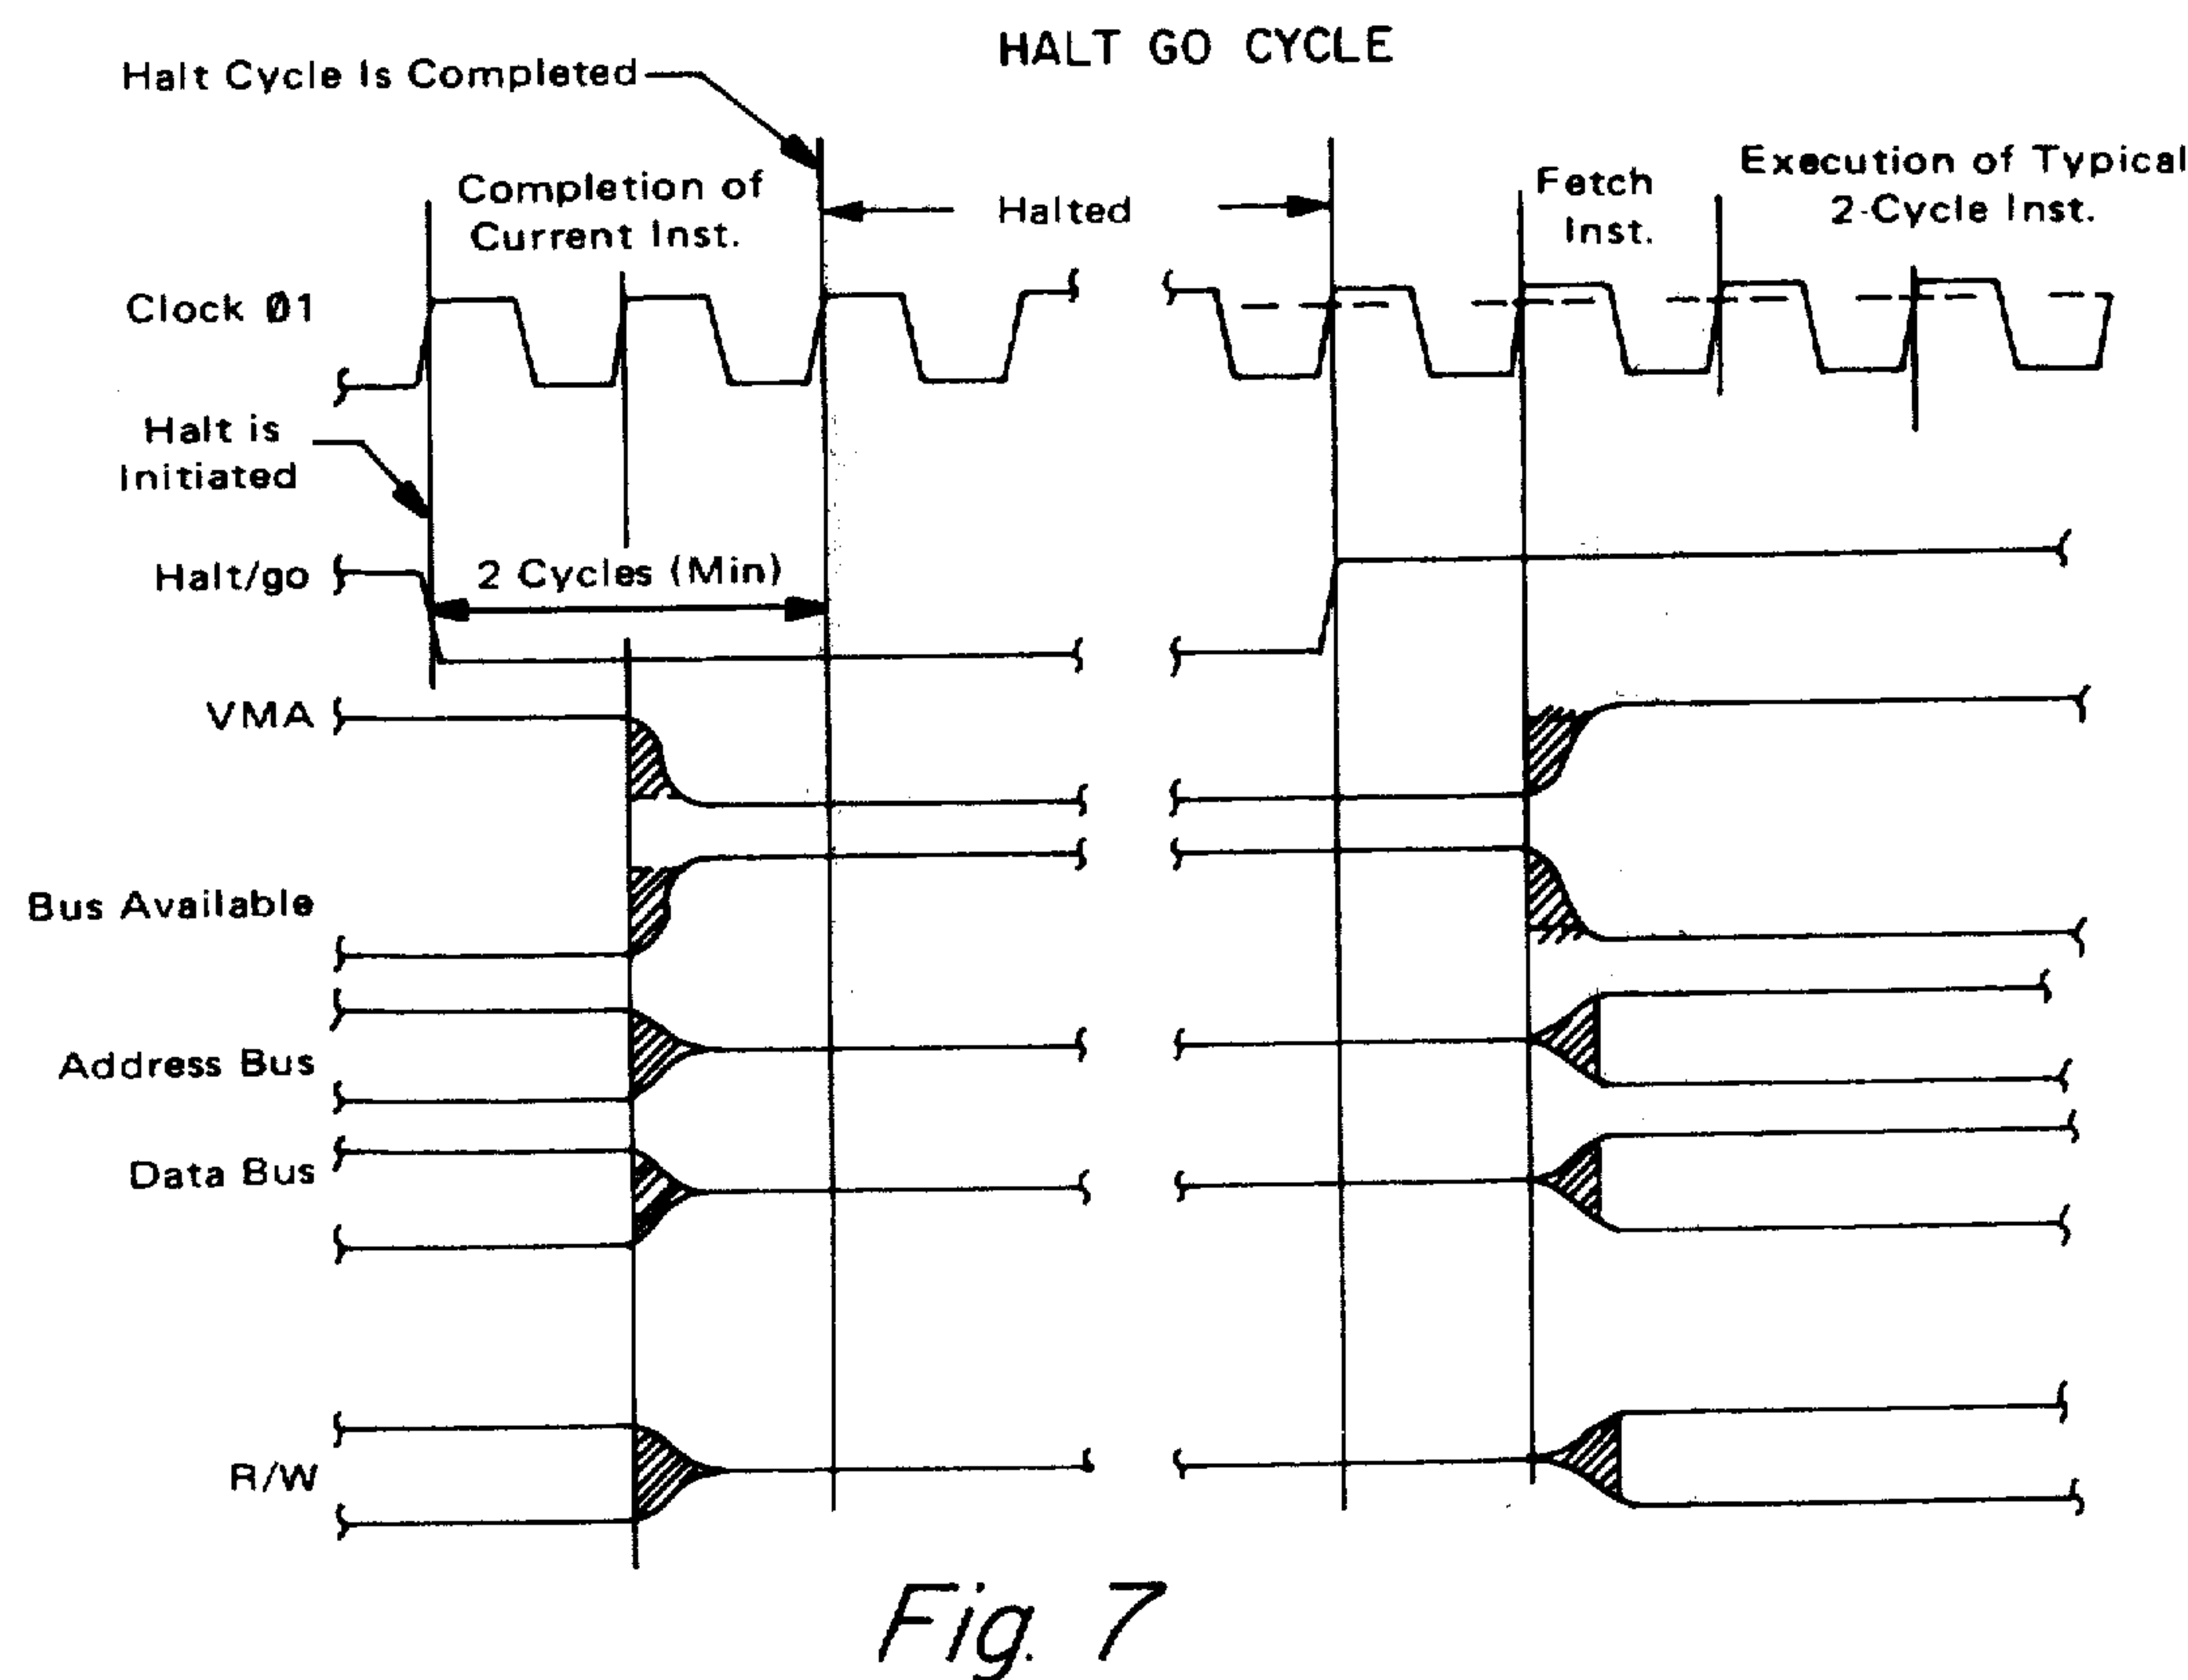 HALT GO CYCLE
Halt Cycle Is Completed
Completion of
Current Inst.
Halted
Fetch
Inst.
Execution of Typical
2-Cycle Inst.
Clock Ø1
Halt is
Initiated
Halt/go
2 Cycles (Min)
VMA
Bus Available
Address Bus
Data Bus
R/W
Fig. 7